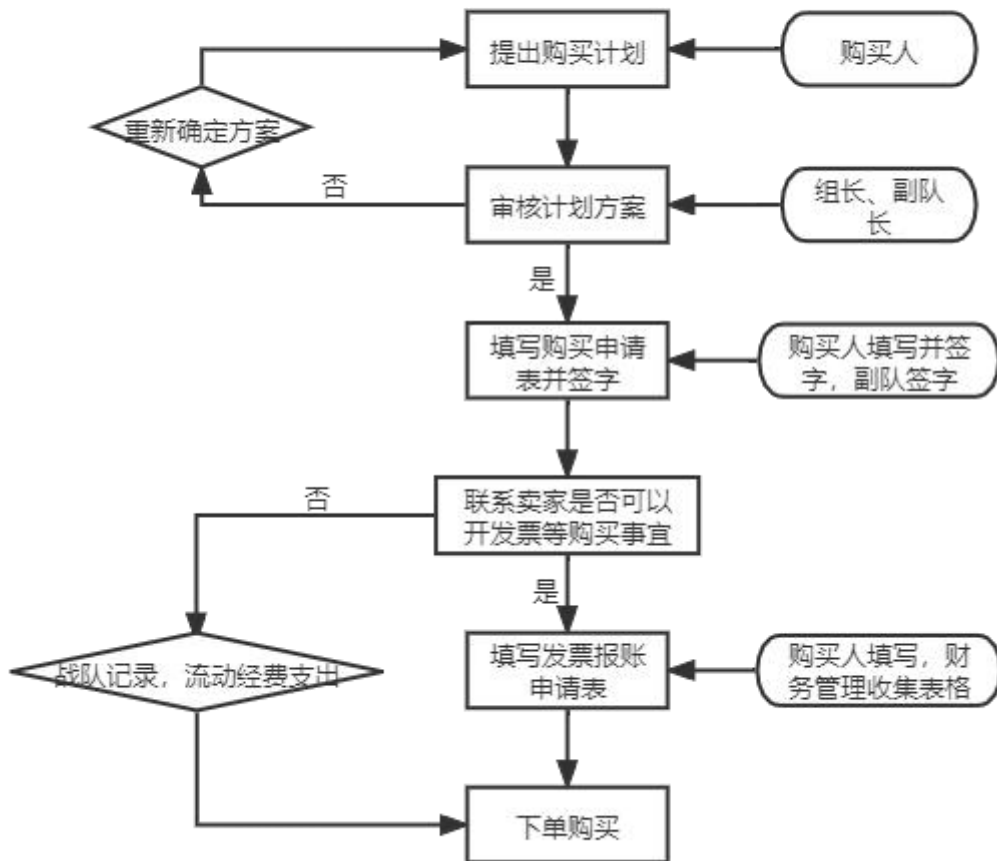 提出购买计划
购买人
重新确定方案
否
审核计划方案
组长、副队
长
是
填写购买申请
表并签字
购买人填写并签
字，副队签字
否
联系卖家是否可以
开发票等购买事宜
是
战队记录，流动经费支出
填写发票报账
申请表
购买人填写，财
务管理收集表格
下单购买